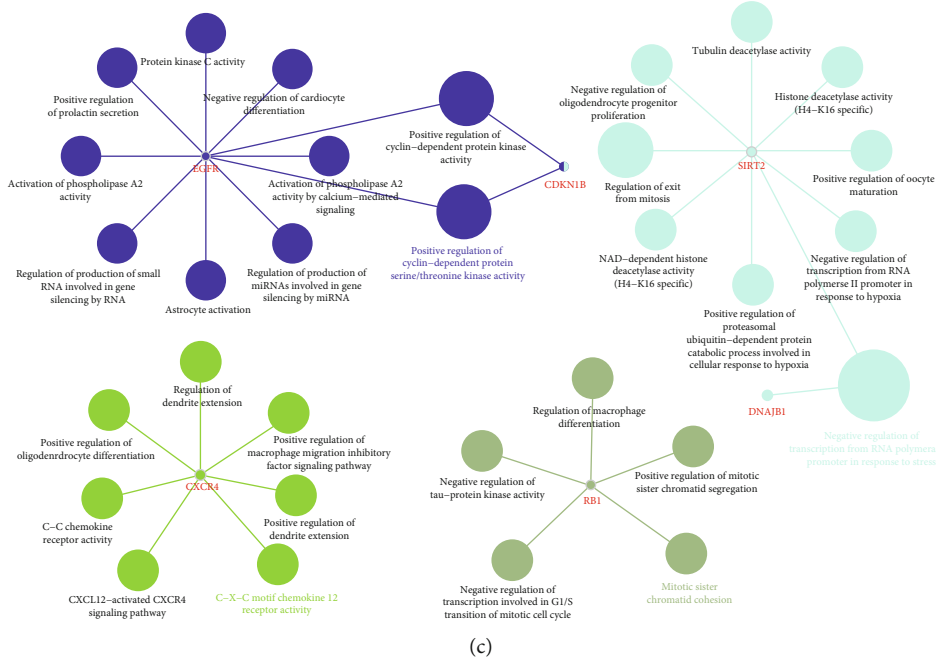 Protein kinase C activity
Positive regulation
of prolactin secretion
Negative regulation of cardiocyte
differentiation
Activation of phospholipase A2
activity
EGFR
Activation of phospholipase A2
activity by calcium−mediated
signaling
Regulation of production of small
RNA involved in gene
silencing by RNA
Astrocyte activation
Regulation of production of
miRNAs involved in gene
silencing by miRNA
Positive regulation of
cyclin−dependent protein kinase
activity
CDKN1B
Positive regulation of
cyclin−dependent protein
serine/threonine kinase activity
Tubulin deacetylase activity
Negative regulation of
oligodendrocyte progenitor
proliferation
Histone deacetylase activity
(H4−K16 specific)
SIRT2
Regulation of exit
from mitosis
Positive regulation of oocyte
maturation
NAD−dependent histone
deacetylase activity
(H4−K16 specific)
Negative regulation of
transcription from RNA
polymerse II promoter in
response to hypoxia
Positive regulation of
proteasomal
ubiquitin−dependent protein
catabolic process involved in
cellular response to hypoxia
DNAJB1
Negative regulation of
transcription from RNA polymera
promoter in response to stress
Regulation of
dendrite extension
Positive regulation of
oligodenrdrocyte differentiation
Positive regulation of
macrophage migration inhibitory
factor signaling pathway
CXCR4
C−C chemokine
receptor activity
Positive regulation of
dendrite extension
CXCL12−activated CXCR4
signaling pathway
C−X−C motif chemokine 12
receptor activity
Regulation of macrophage
differentiation
Negative regulation of
tau−protein kinase activity
Positive regulation of mitotic
sister chromatid segregation
RB1
Negative regulation of
transcription involved in G1/S
transition of mitotic cell cycle
Mitotic sister
chromatid cohesion
(c)